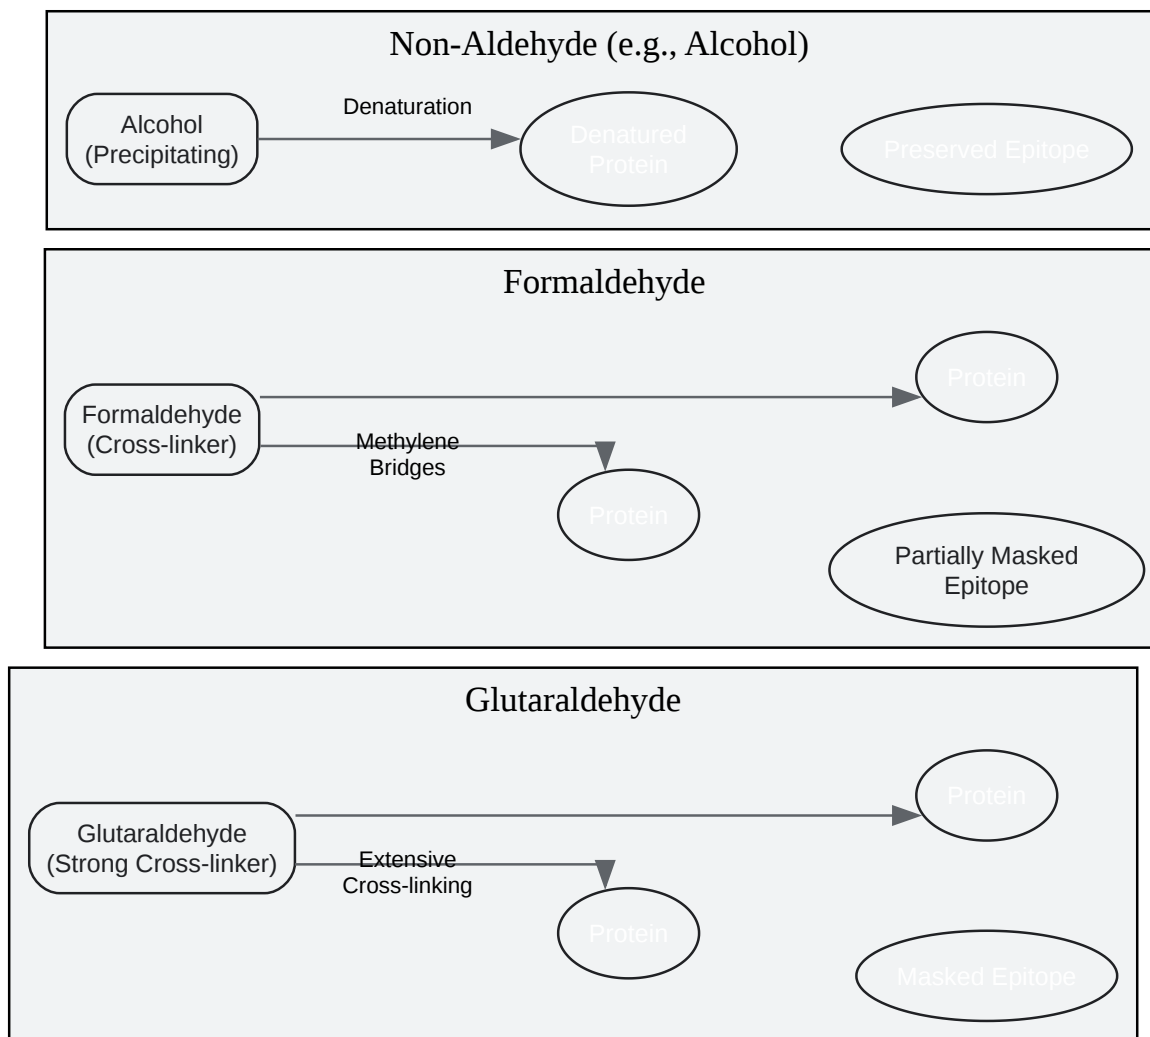 Non-Aldehyde (e.g., Alcohol)
Alcohol
(Precipitating)
Denaturation
Denatured
Protein
Preserved Epitope
Formaldehyde
Protein
Formaldehyde
(Cross-linker)
Methylene
Bridges
Protein
Partially Masked
Epitope
Glutaraldehyde
Protein
Glutaraldehyde
(Strong Cross-linker)
Extensive
Cross-linking
Protein
Masked Epitope